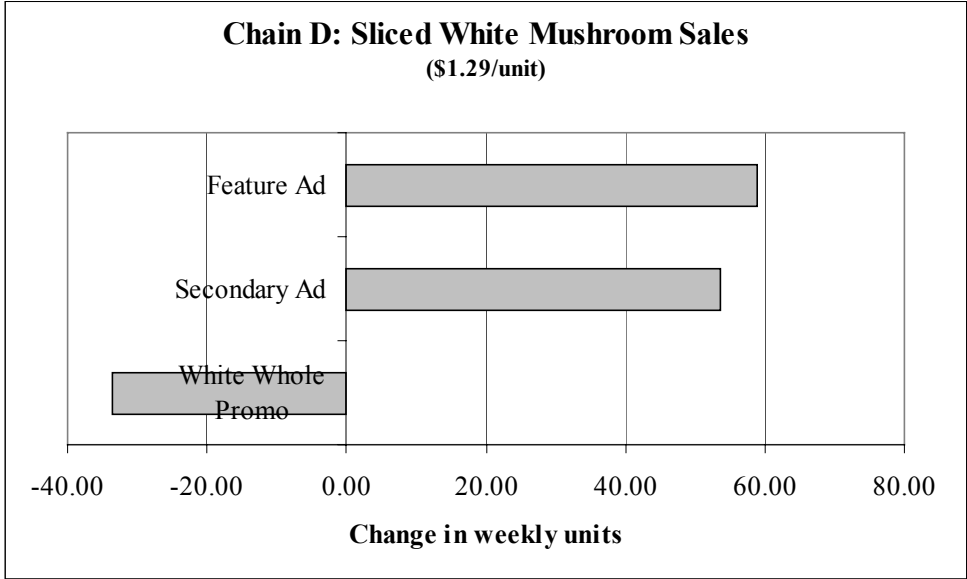 Chain D: Sliced White Mushroom Sales
($1.29/unit)
Feature Ad
Secondary Ad
White Whole
Promo
-40.00 -20.00 0.00 20.00 40.00 60.00 80.00
Change in weekly units